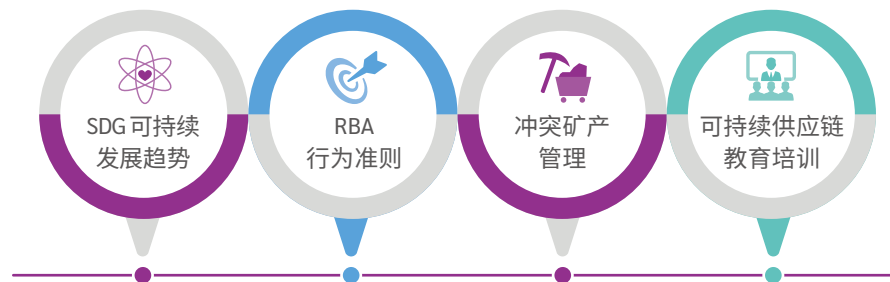 SDG 可持续
发展趋势
RBA
行为准则
冲突矿产
管理
可持续供应链
教育培训